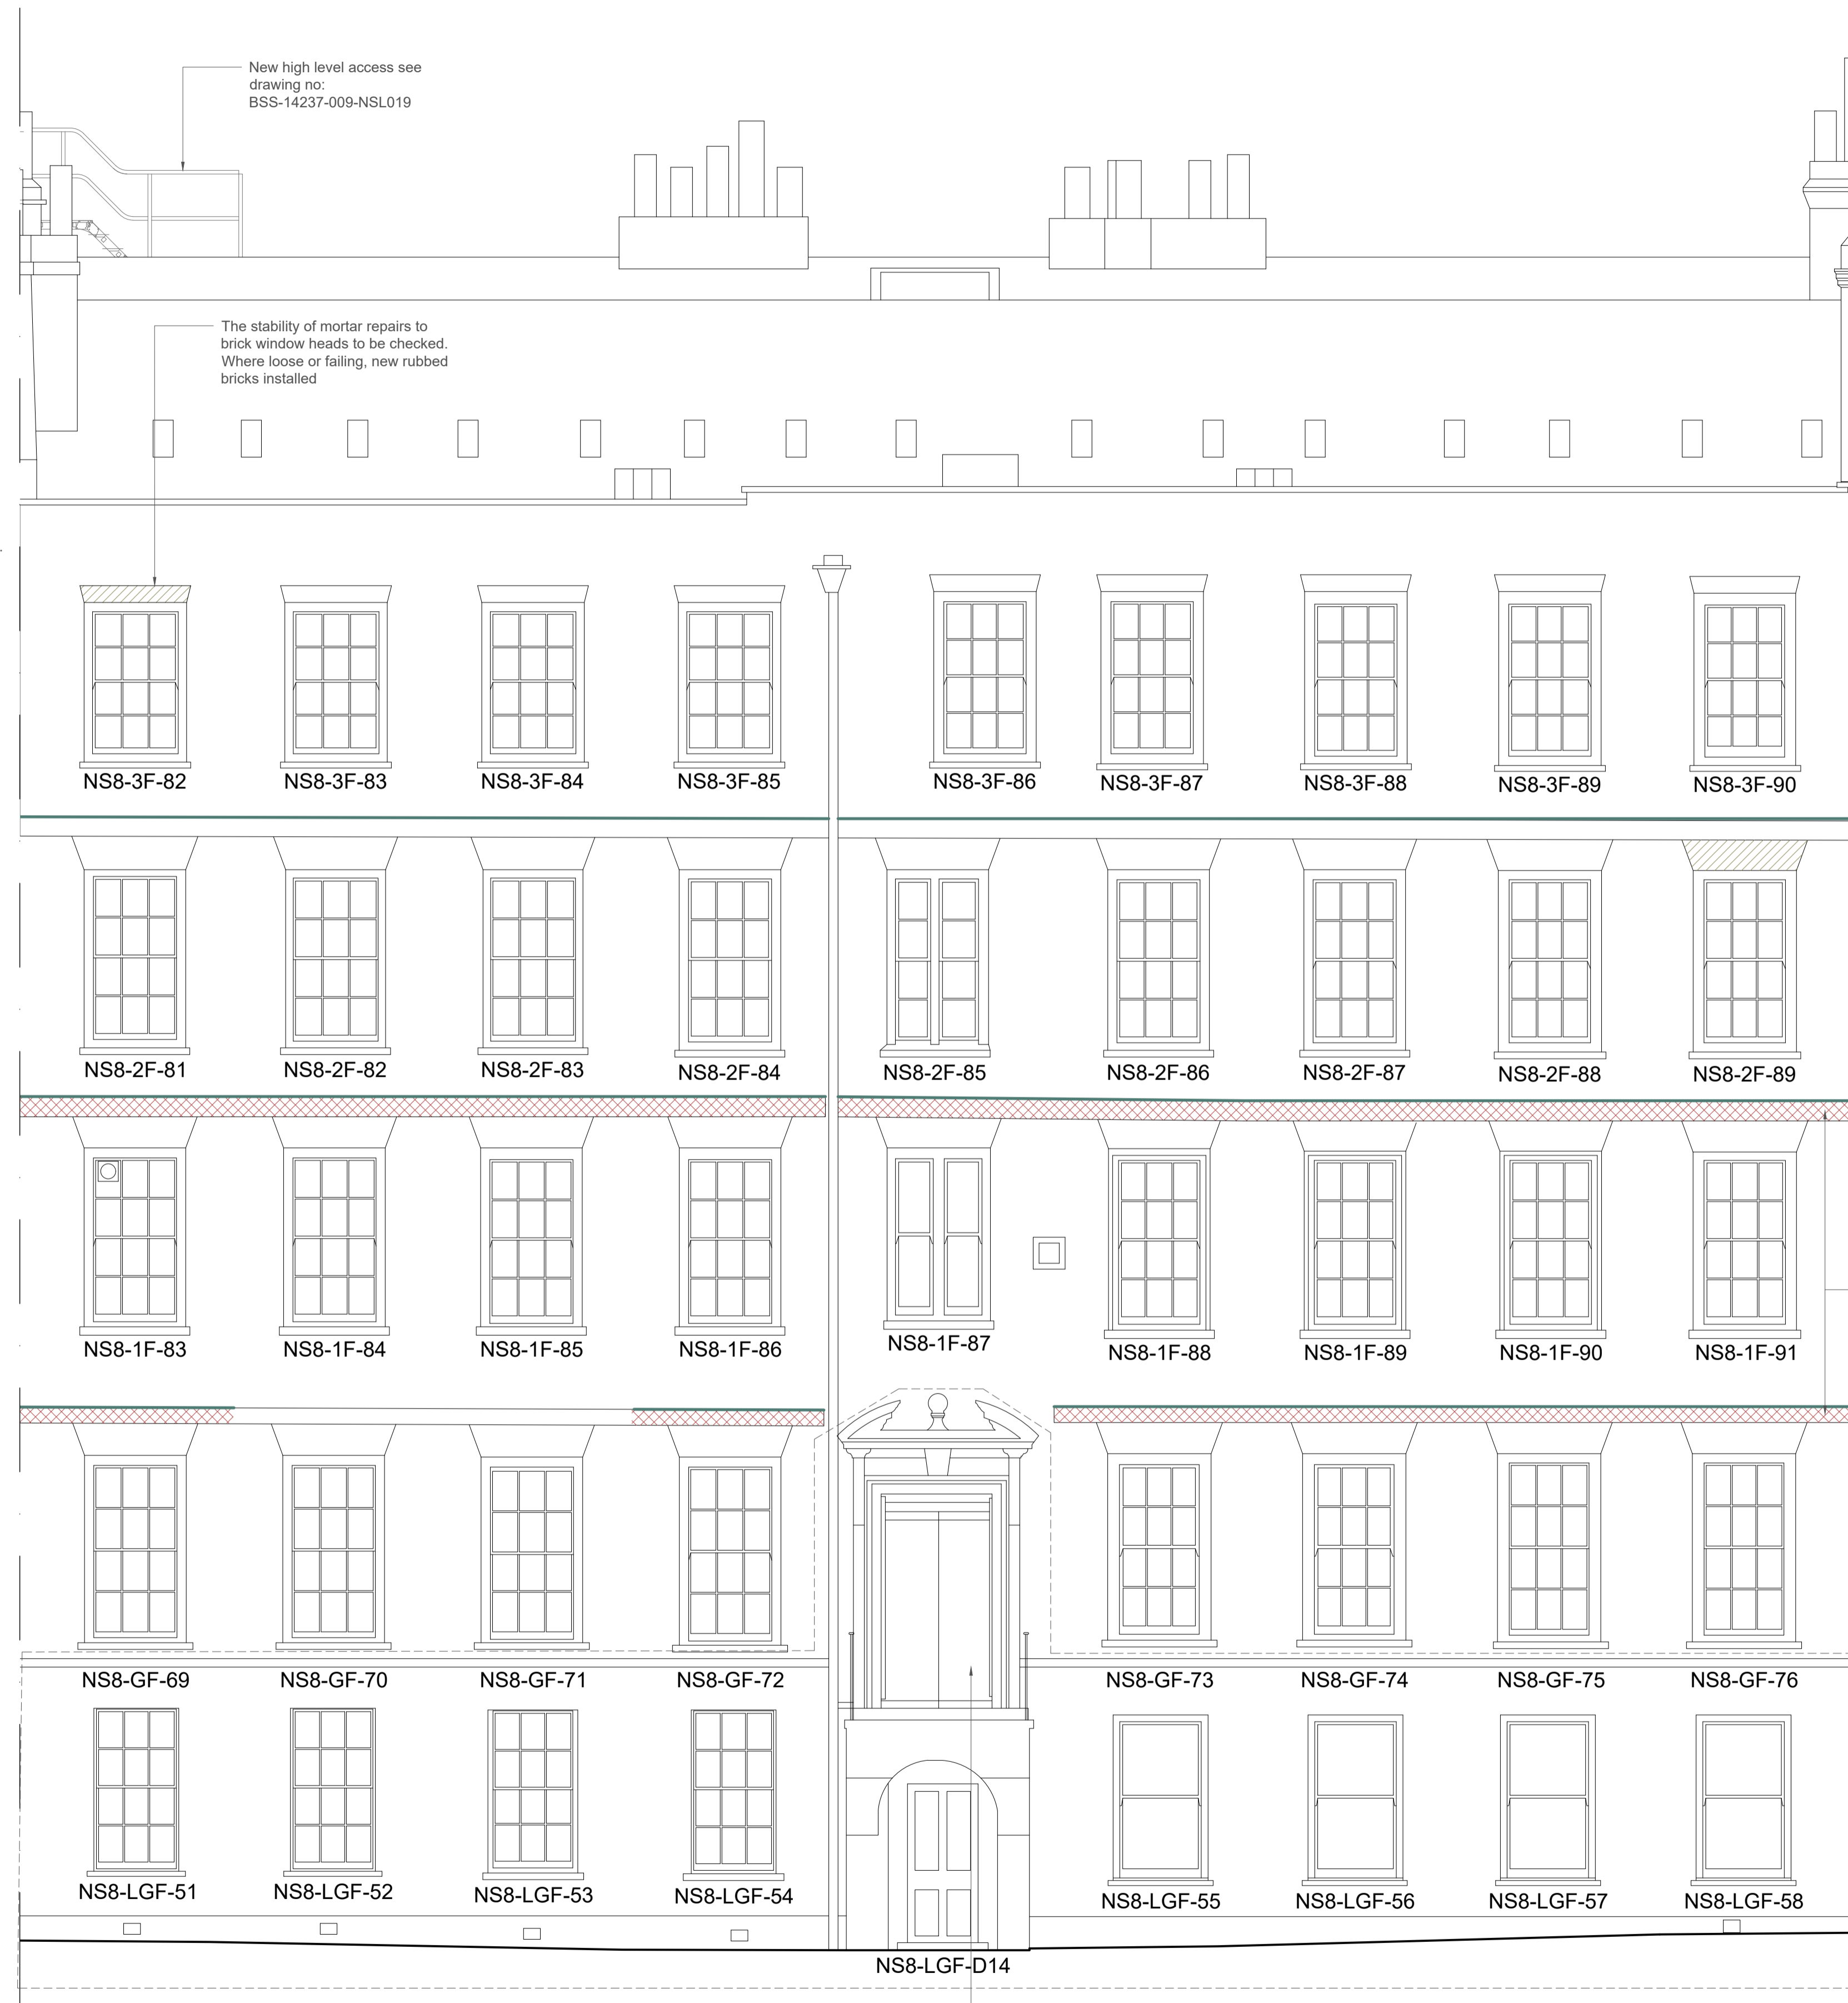 New high level access see
drawing no:
BSS-14237-009-NSL019
The stability of mortar repairs to
brick window heads to be checked.
Where loose or failing, new rubbed
bricks installed
NS8-3F-82
NS8-3F-83
NS8-3F-84
NS8-3F-85
NS8-3F-86
NS8-3F-87
NS8-3F-88
NS8-3F-89
NS8-3F-90
NS8-2F-81
NS8-2F-82
NS8-2F-83
NS8-2F-84
NS8-2F-85
NS8-2F-86
NS8-2F-87
NS8-2F-88
NS8-2F-89
NS8-1F-83
NS8-1F-84
NS8-1F-85
NS8-1F-86
NS8-1F-87
NS8-1F-88
NS8-1F-89
NS8-1F-90
NS8-1F-91
NS8-GF-69
NS8-GF-70
NS8-GF-71
NS8-GF-72
NS8-GF-73
NS8-GF-74
NS8-GF-75
NS8-GF-76
NS8-LGF-51
NS8-LGF-52
NS8-LGF-53
NS8-LGF-54
NS8-LGF-55
NS8-LGF-56
NS8-LGF-57
NS8-LGF-58
NS8-LGF-D14